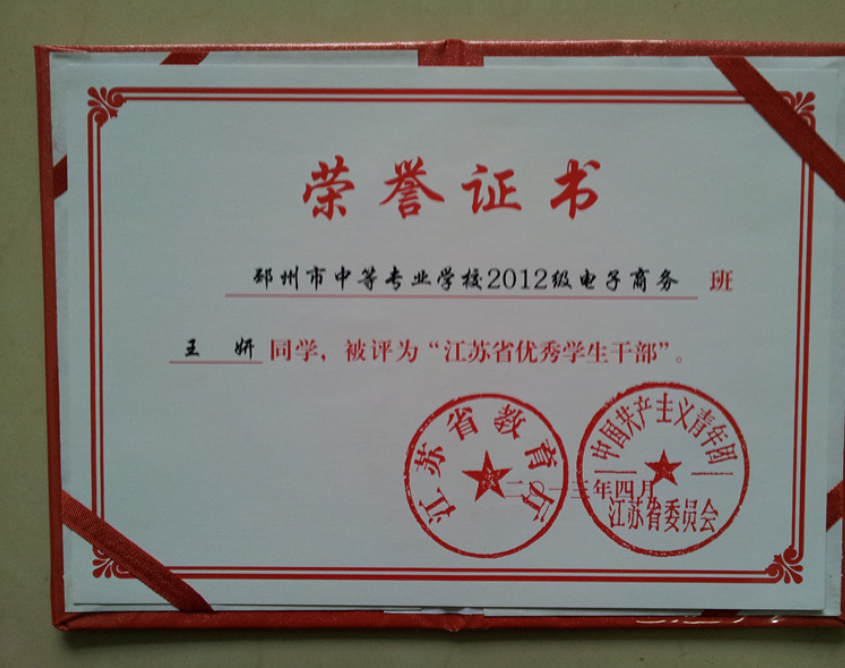 荣誉证书
邳州市中等专业学校2012级电子商务 班
王 妍 同学，被评为“江苏省优秀学生干部”。
江苏省教育厅
中国共产主义青年团
江苏省委员会
二〇一三年四月